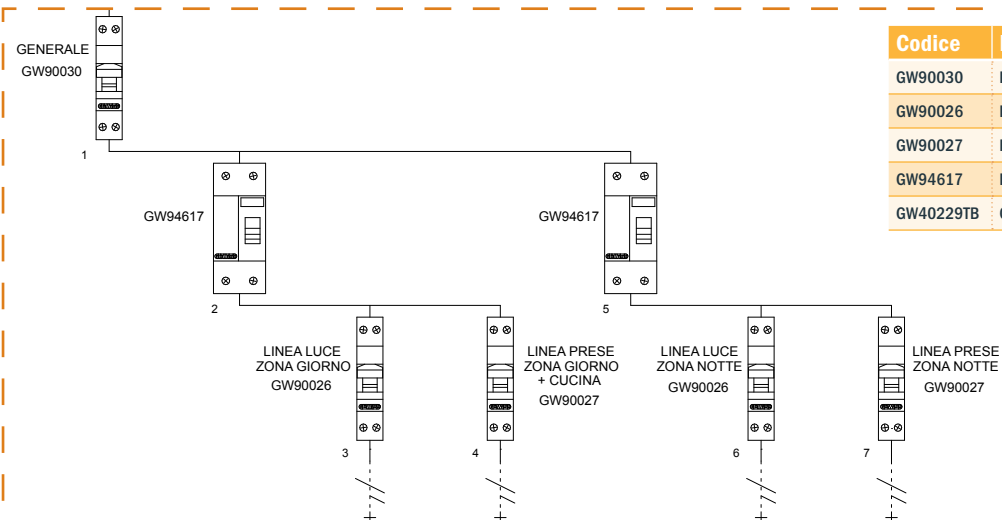 GENERALE
GW90030
1
GW94617
2
GW94617
5
LINEA LUCE
ZONA GIORNO
GW90026
3
LINEA PRESE
ZONA GIORNO
+ CUCINA
GW90027
4
LINEA LUCE
ZONA NOTTE
GW90026
6
LINEA PRESE
ZONA NOTTE
GW90027
7
Codice
GW90030
GW90026
GW90027
GW94617
GW40229TB